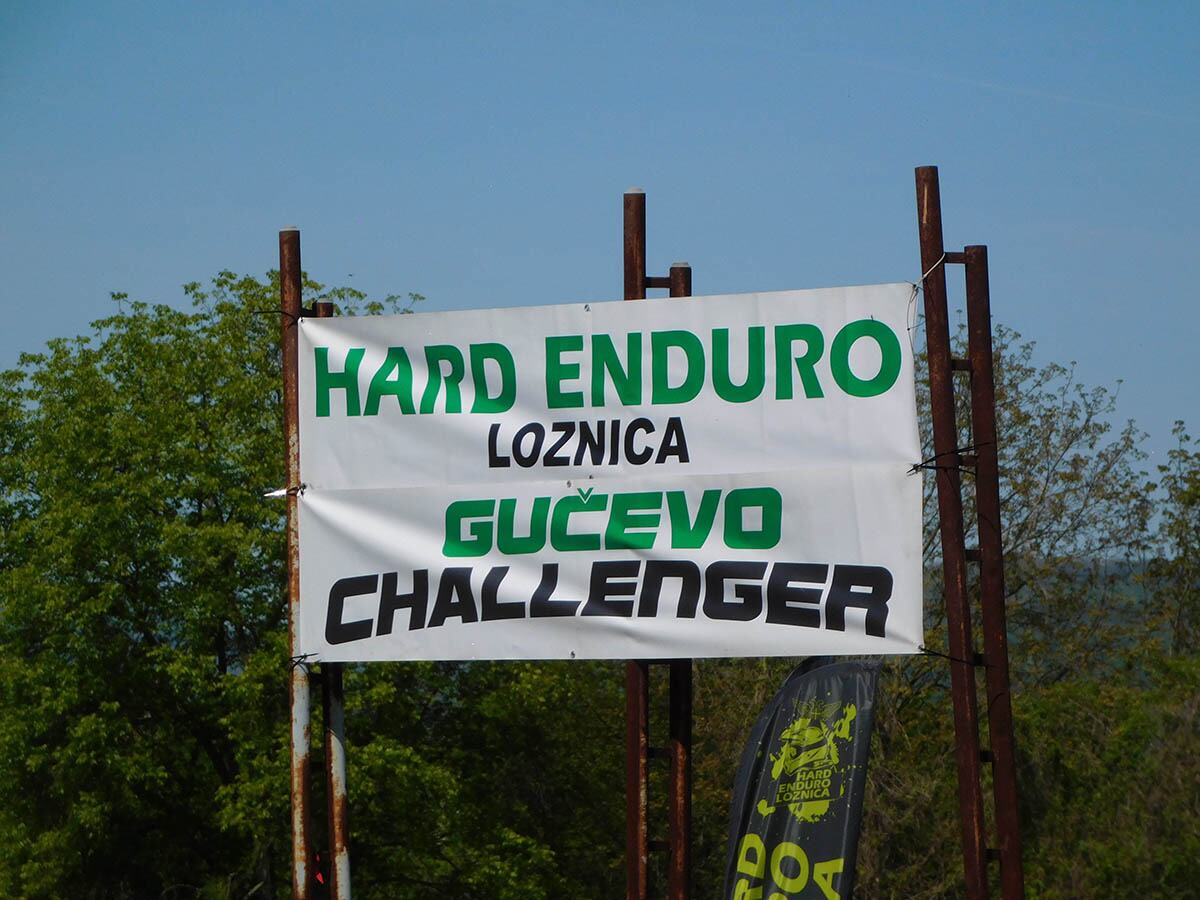 HARD ENDURO
LOZNICA
GUČEVO
CHALLENGER
HARD
ENDURO
LOZNICA